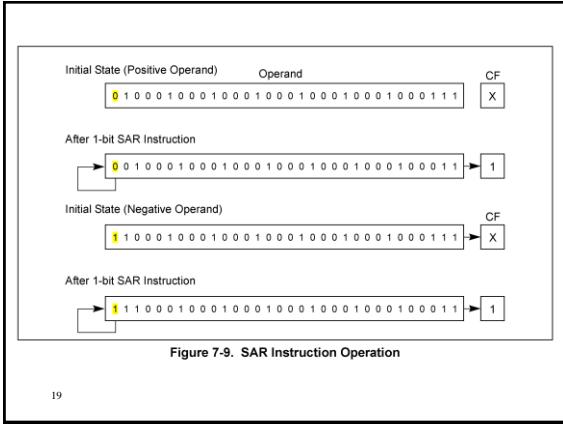 Initial State (Positive Operand) Operand CF
0 1 0 0 0 1 0 0 0 1 0 0 0 1 0 0 0 1 0 0 0 1 0 0 0 1 0 0 0 1 1 1 X
After 1-bit SAR Instruction
0 0 1 0 0 0 1 0 0 0 1 0 0 0 1 0 0 0 1 0 0 0 1 0 0 0 1 0 0 0 1 1 1
Initial State (Negative Operand) CF
1 1 0 0 0 1 0 0 0 1 0 0 0 1 0 0 0 1 0 0 0 1 0 0 0 1 0 0 0 1 1 1 X
After 1-bit SAR Instruction
1 1 1 0 0 0 1 0 0 0 1 0 0 0 1 0 0 0 1 0 0 0 1 0 0 0 1 0 0 0 1 1 1
Figure 7-9. SAR Instruction Operation
19